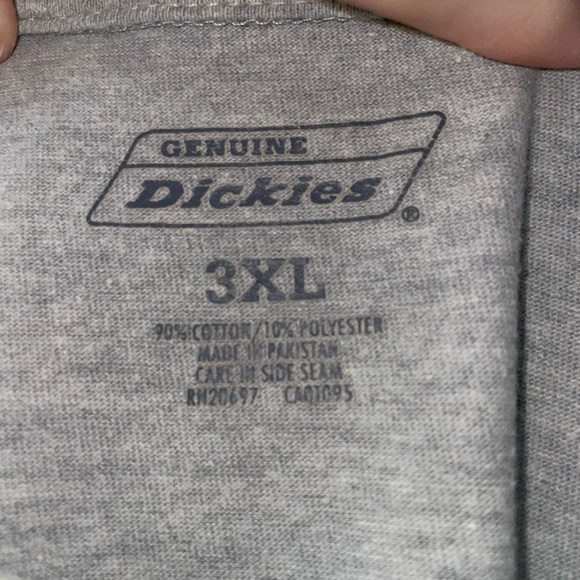 GENUINE
Dickies®
3XL
90% COTTON/10% POLYESTER
MADE IN PAKISTAN
CARE IN SIDE SEAM
RN20697 CA01095